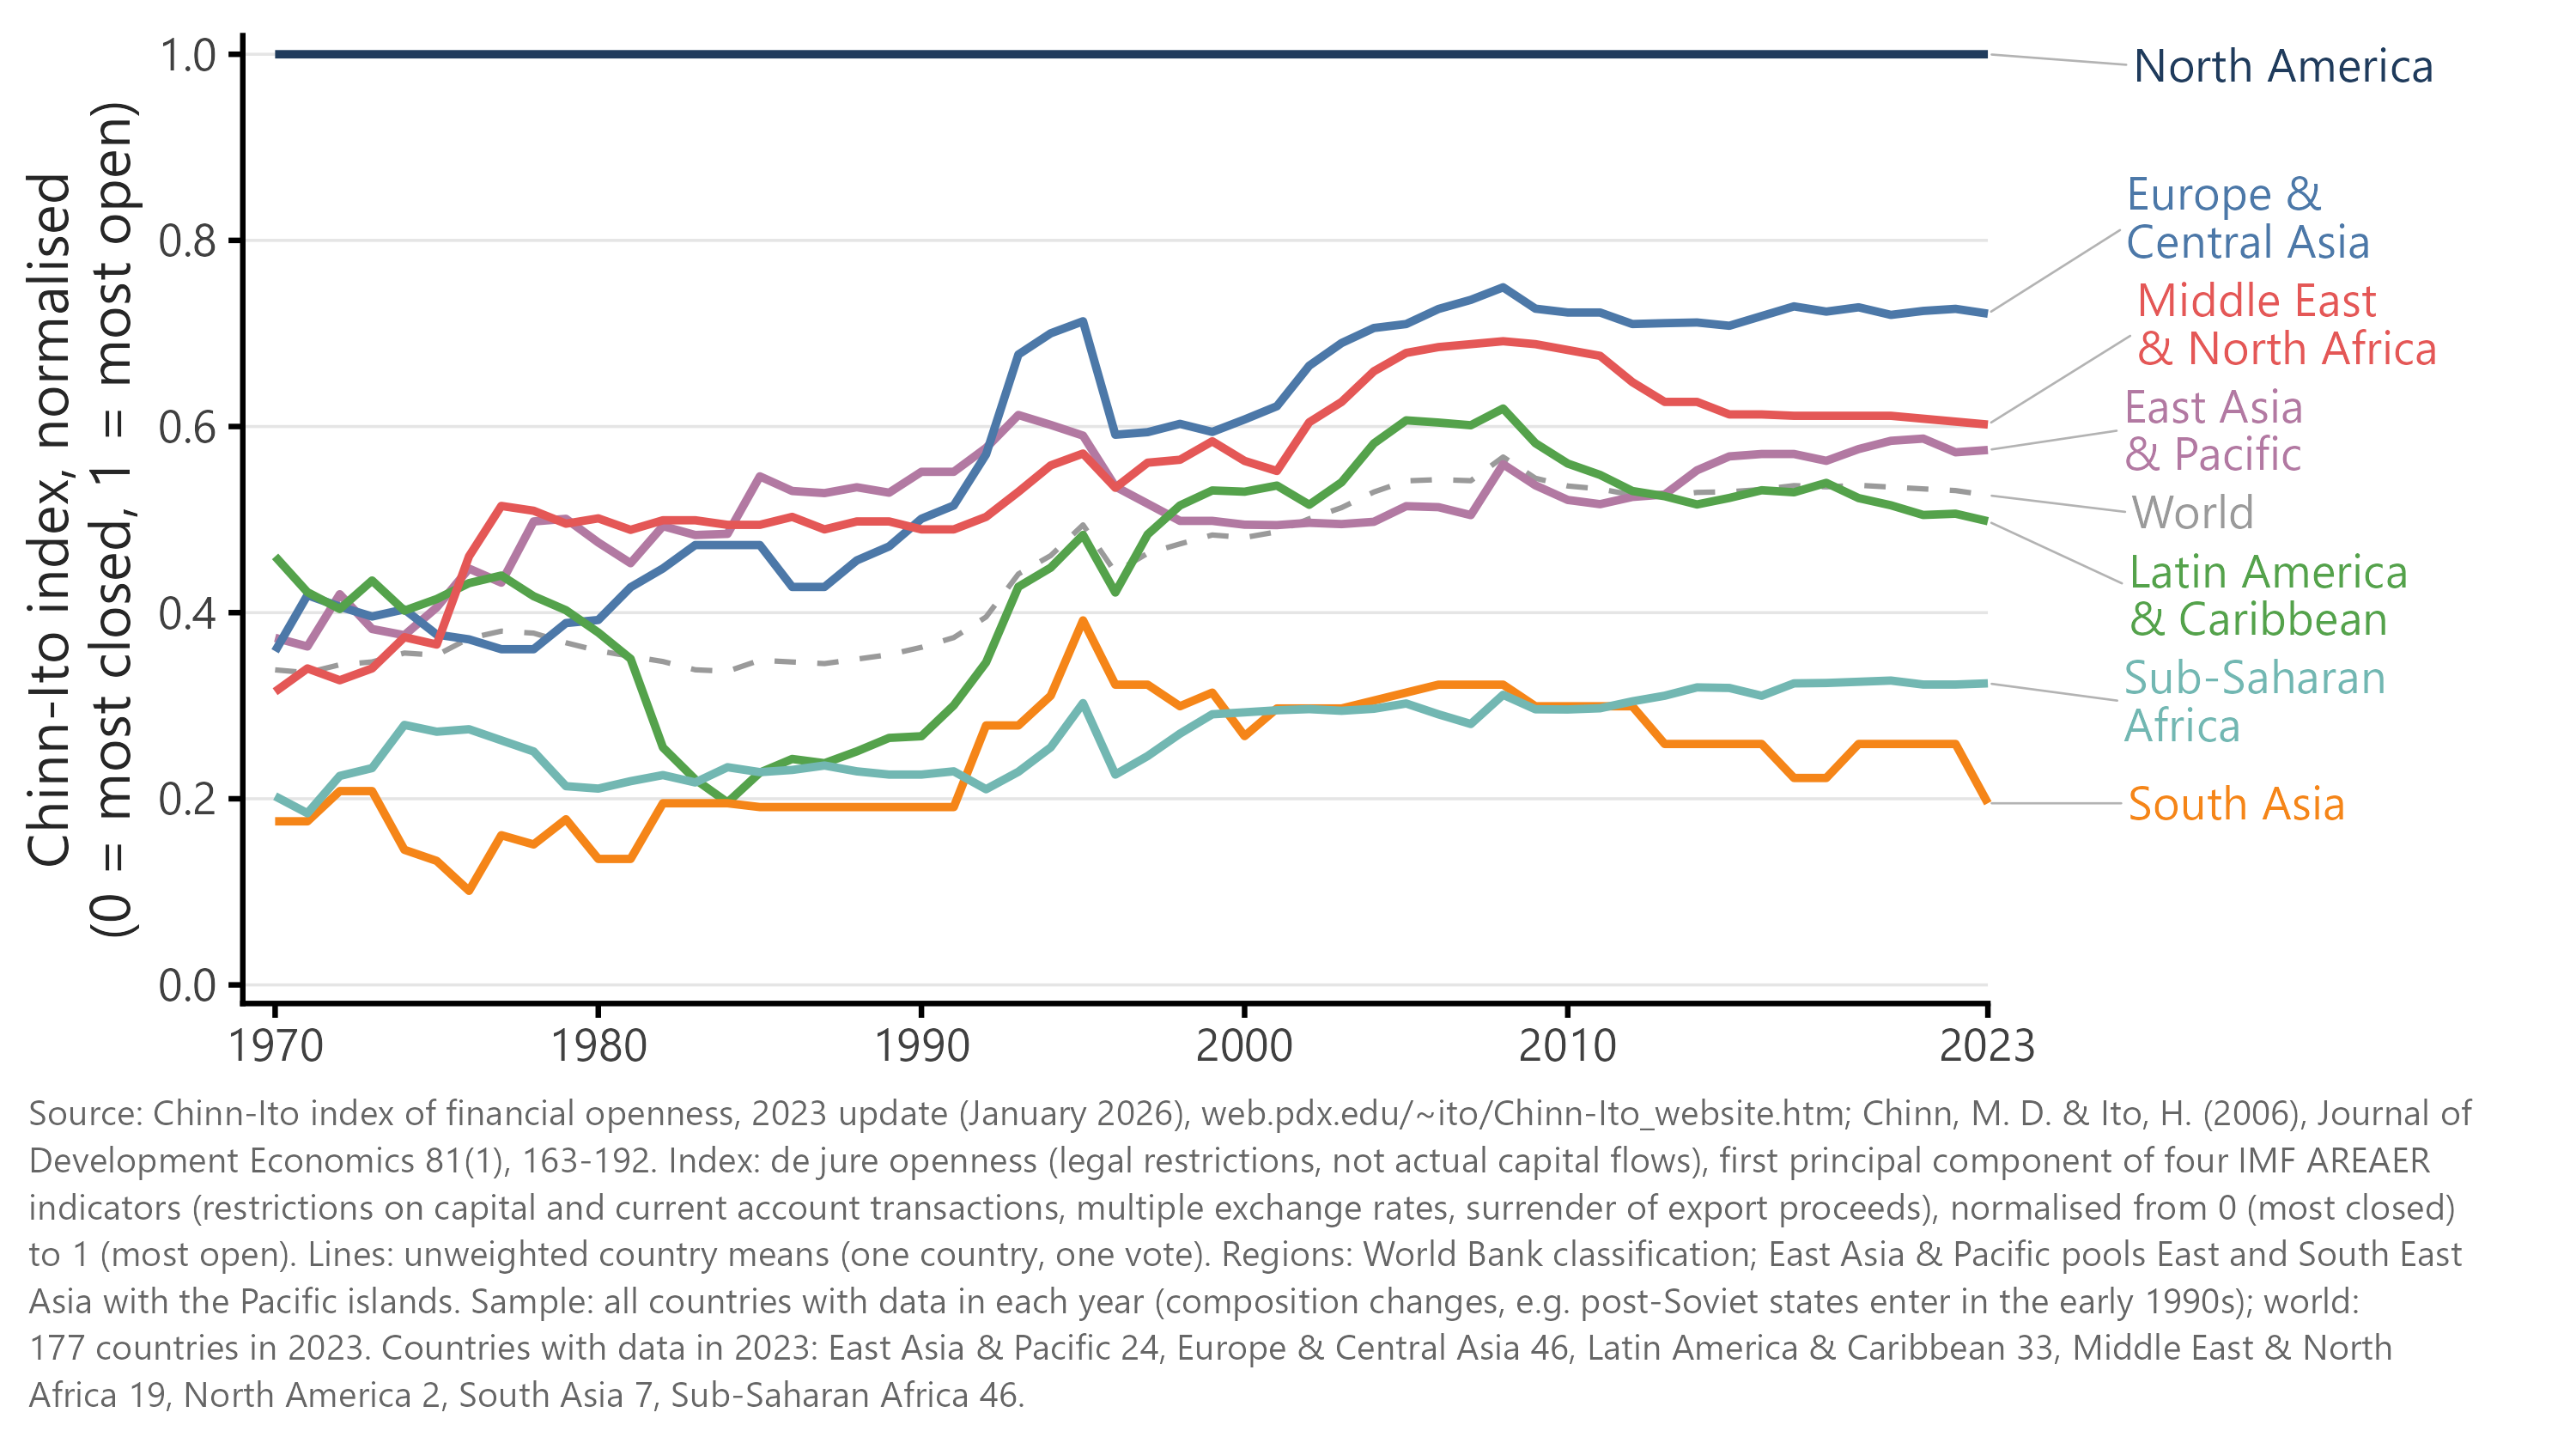 Chinn-Ito index, normalised
(0 = most closed, 1 = most open)
1.0
0.8
0.6
0.4
0.2
0.0
1970
1980
1990
2000
2010
2023
North America
Europe &
Central Asia
Middle East
& North Africa
East Asia
& Pacific
World
Latin America
& Caribbean
Sub-Saharan
Africa
South Asia
Source: Chinn-Ito index of financial openness, 2023 update (January 2026), web.pdx.edu/~ito/Chinn-Ito_website.htm; Chinn, M. D. & Ito, H. (2006), Journal of
Development Economics 81(1), 163-192. Index: de jure openness (legal restrictions, not actual capital flows), first principal component of four IMF AREAER
indicators (restrictions on capital and current account transactions, multiple exchange rates, surrender of export proceeds), normalised from 0 (most closed)
to 1 (most open). Lines: unweighted country means (one country, one vote). Regions: World Bank classification; East Asia & Pacific pools East and South East
Asia with the Pacific islands. Sample: all countries with data in each year (composition changes, e.g. post-Soviet states enter in the early 1990s); world:
177 countries in 2023. Countries with data in 2023: East Asia & Pacific 24, Europe & Central Asia 46, Latin America & Caribbean 33, Middle East & North
Africa 19, North America 2, South Asia 7, Sub-Saharan Africa 46.